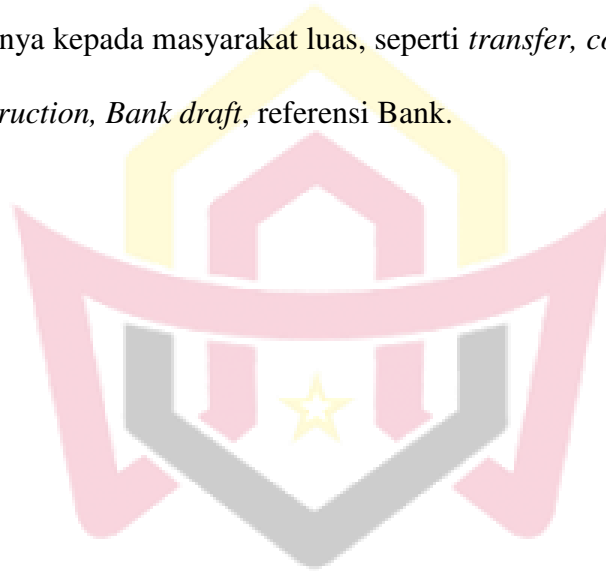 nya kepada masyarakat luas, seperti transfer, co
ruction, Bank draft, referensi Bank.